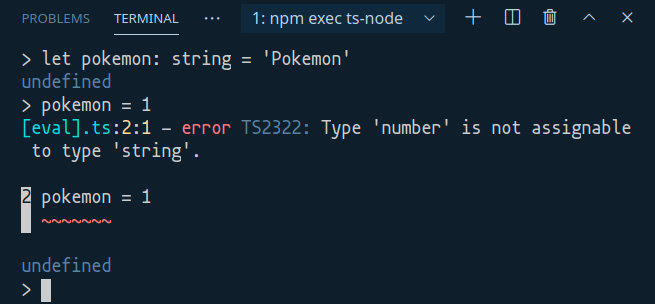 PROBLEMS TERMINAL ··· 1: npm exec ts-node
> let pokemon: string = 'Pokemon'
undefined
> pokemon = 1
[eval].ts:2:1 – error TS2322: Type 'number' is not assignable
to type 'string'.
2 pokemon = 1
~~~~~~~
undefined
>